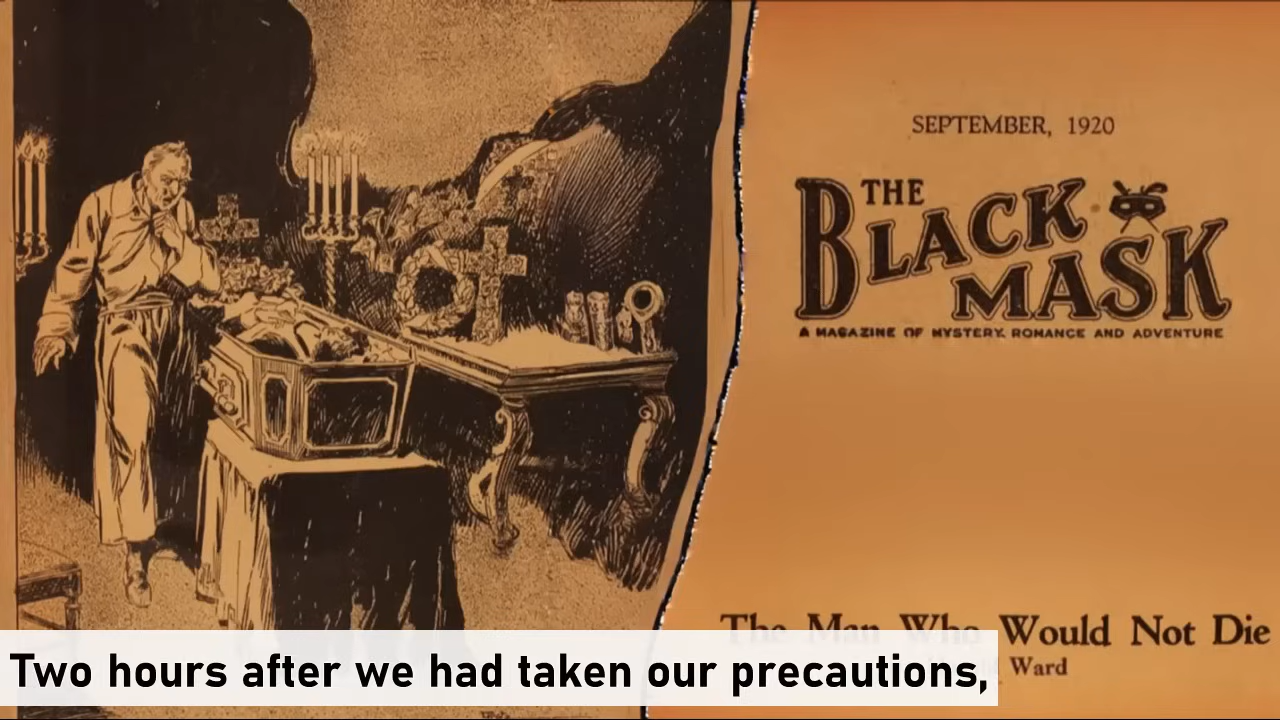 SEPTEMBER, 1920
THE
BLACK
MASK
A MAGAZINE OF MYSTERY, ROMANCE AND ADVENTURE
The Man Who Would Not Die
Ward
Two hours after we had taken our precautions,